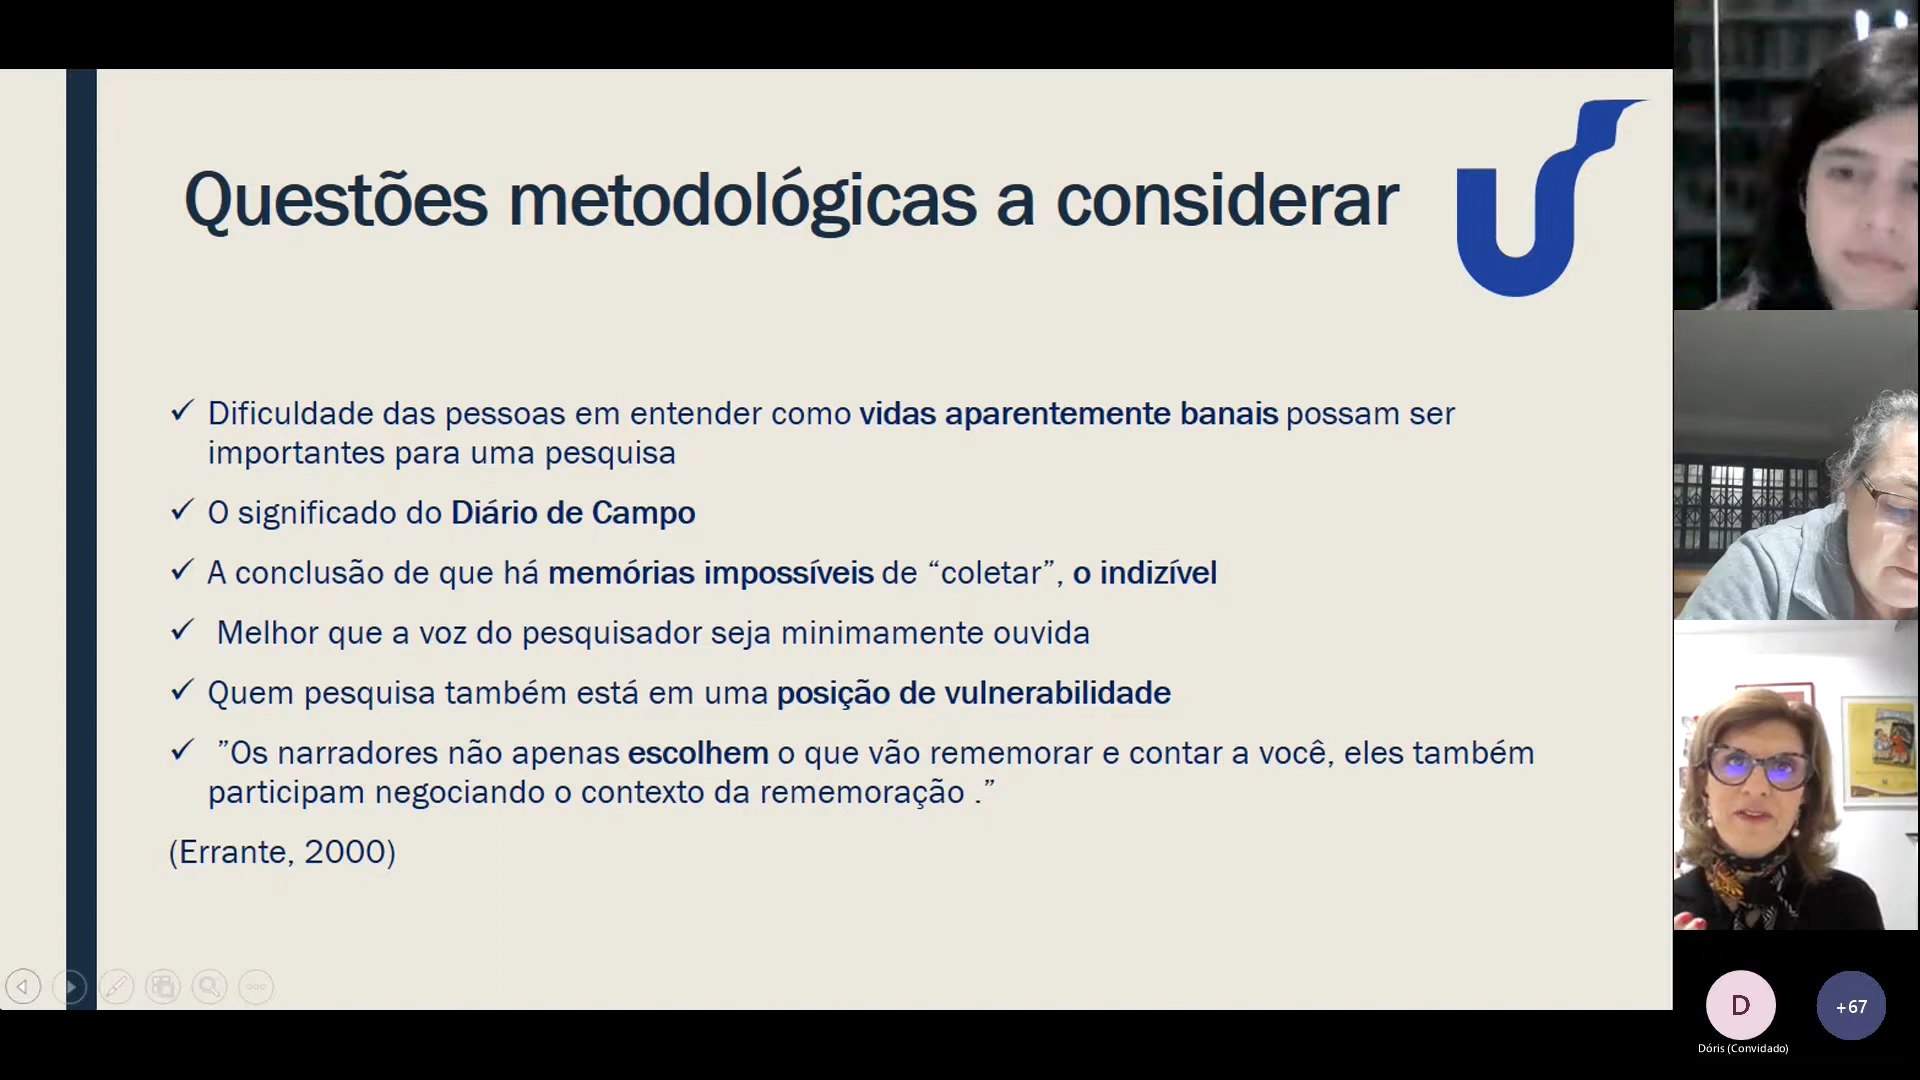 Questões metodológicas a considerar
✓ Dificuldade das pessoas em entender como vidas aparentemente banais possam ser
importantes para uma pesquisa
✓ O significado do Diário de Campo
✓ A conclusão de que há memórias impossíveis de “coletar”, o indizível
✓ Melhor que a voz do pesquisador seja minimamente ouvida
✓ Quem pesquisa também está em uma posição de vulnerabilidade
✓ ”Os narradores não apenas escolhem o que vão rememorar e contar a você, eles também
participam negociando o contexto da rememoração .”
(Errante, 2000)
D
+67
Dóris (Convidado)